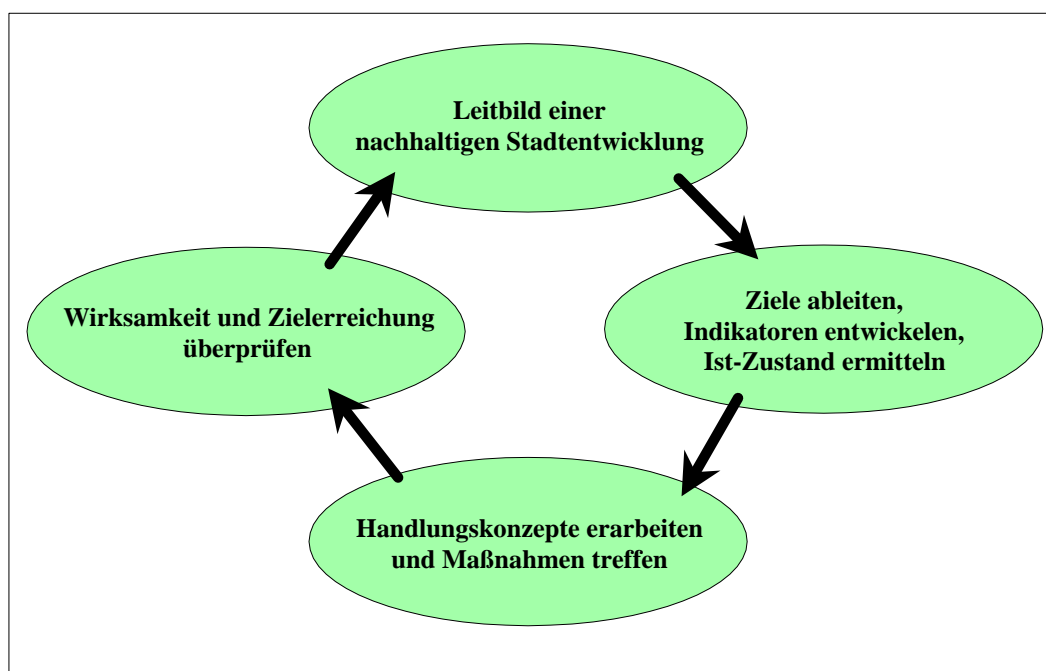 Leitbild einer
nachhaltigen Stadtentwicklung
Ziele ableiten,
Indikatoren entwickelen,
Ist-Zustand ermitteln
Handlungskonzepte erarbeiten
und Maßnahmen treffen
Wirksamkeit und Zielerreichung
überprüfen